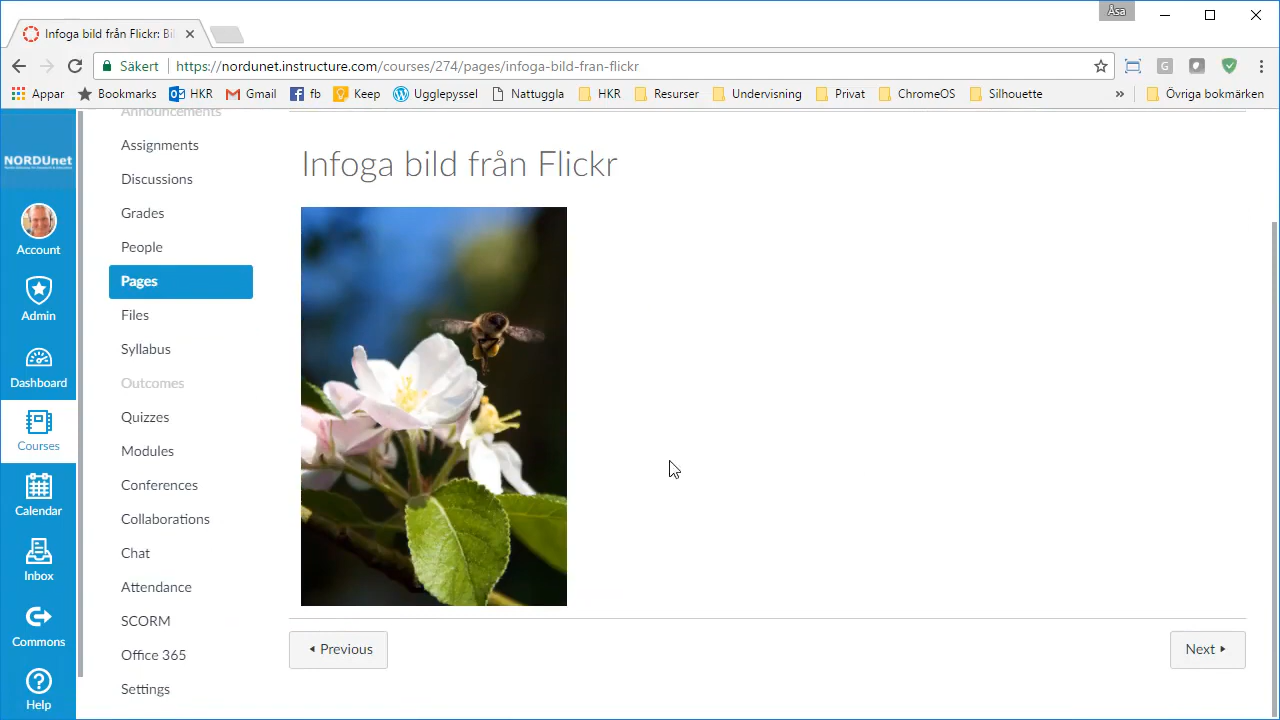 Åsa
Infoga bild från Flickr: Bil
Säkert
https://nordunet.instructure.com/courses/274/pages/infoga-bild-fran-flickr
Appar
Bookmarks
HKR
Gmail
fb
Keep
Ugglepyssel
Nattuggla
HKR
Resurser
Undervisning
Privat
ChromeOS
Silhouette
»
Övriga bokmärken
NORDUnet
Account
Admin
Dashboard
Courses
Calendar
Inbox
Commons
Help
Announcements
Assignments
Discussions
Grades
People
Pages
Files
Syllabus
Outcomes
Quizzes
Modules
Conferences
Collaborations
Chat
Attendance
SCORM
Office 365
Settings
Infoga bild från Flickr
Previous
Next